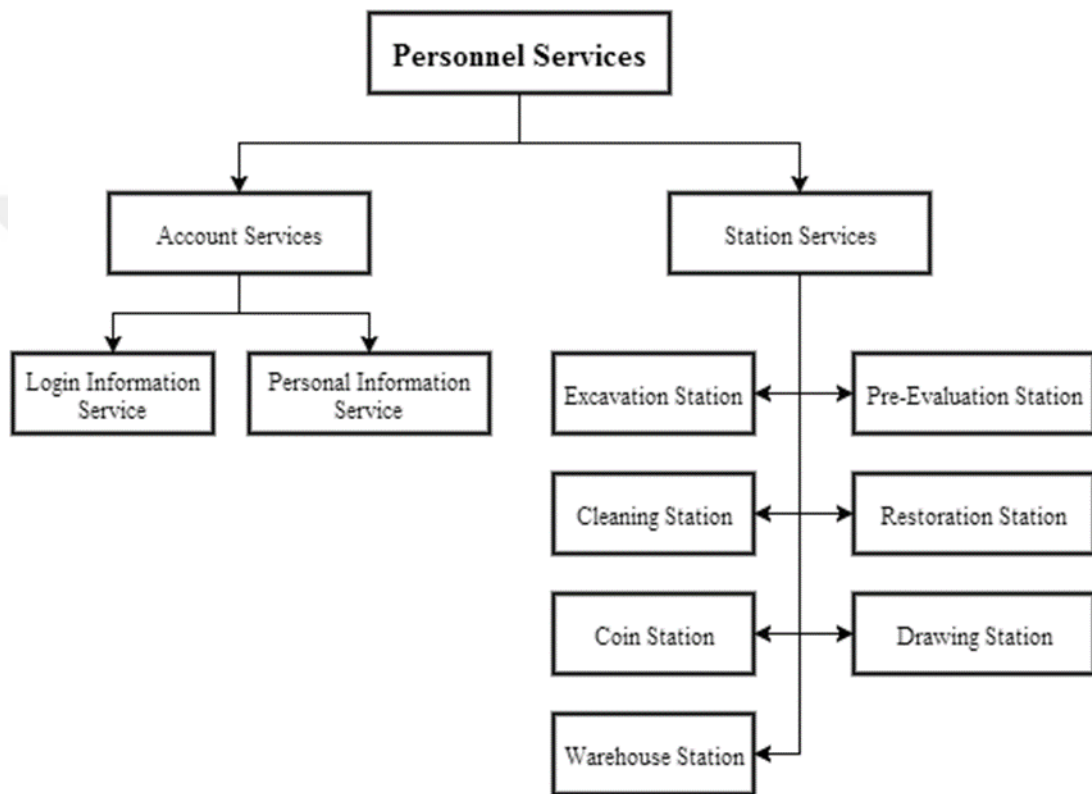 Personnel Services
Account Services
Station Services
Login Information
Service
Personal Information
Service
Excavation Station
Pre-Evaluation Station
Cleaning Station
Restoration Station
Coin Station
Drawing Station
Warehouse Station